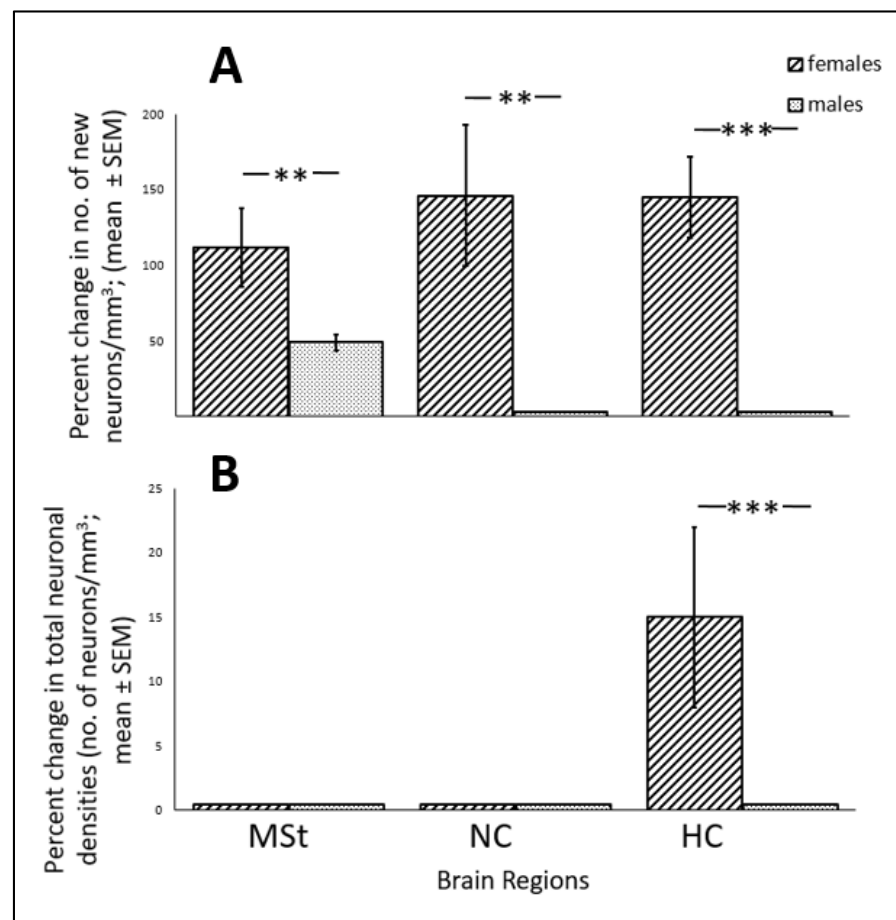 A
females
males
**
**
***
Percent change in no. of new
neurons/mm³; (mean ± SEM)
200
150
100
50
B
***
Percent change in total neuronal
densities (no. of neurons/mm³;
mean ± SEM)
25
20
15
10
5
0
MSt NC HC
Brain Regions